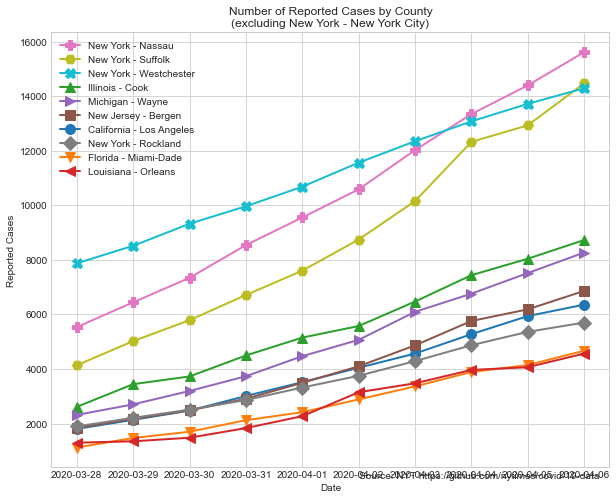 Number of Reported Cases by County
(excluding New York - New York City)
16000
14000
12000
10000
8000
6000
4000
2000
Reported Cases
New York - Nassau
New York - Suffolk
New York - Westchester
Illinois - Cook
Michigan - Wayne
New Jersey - Bergen
California - Los Angeles
New York - Rockland
Florida - Miami-Dade
Louisiana - Orleans
2020-03-28 2020-03-29 2020-03-30 2020-03-31 2020-04-01 2020-04-02 2020-04-03 2020-04-04 2020-04-05 2020-04-06
Source: NYT https://github.com/nytimes/covid-19-data
Date